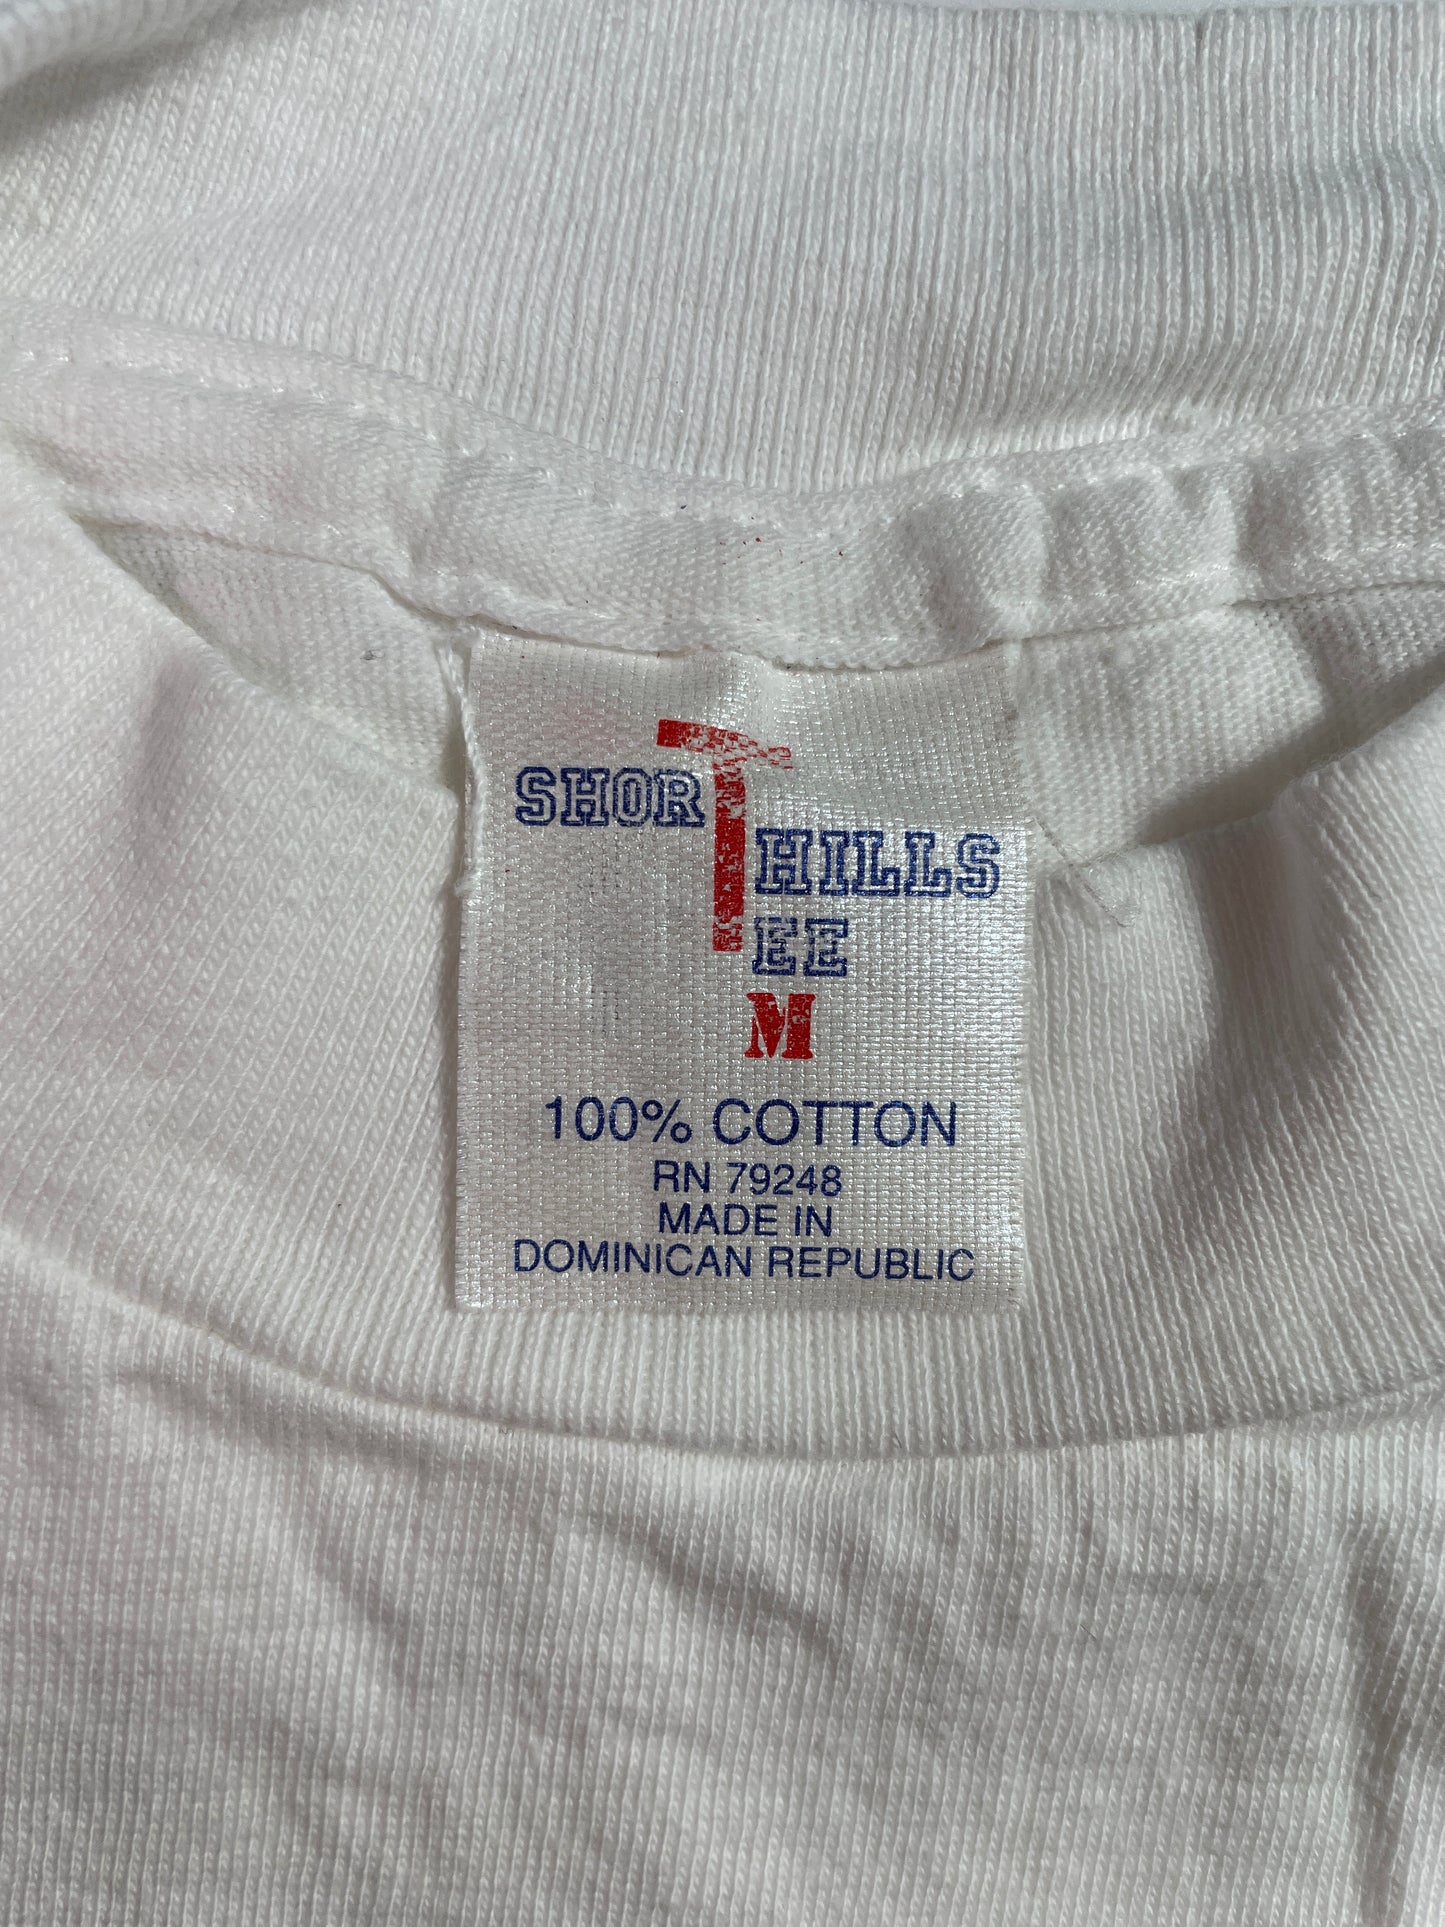 SHORT
HILLS
TEE
M
100% COTTON
RN 79248
MADE IN
DOMINICAN REPUBLIC